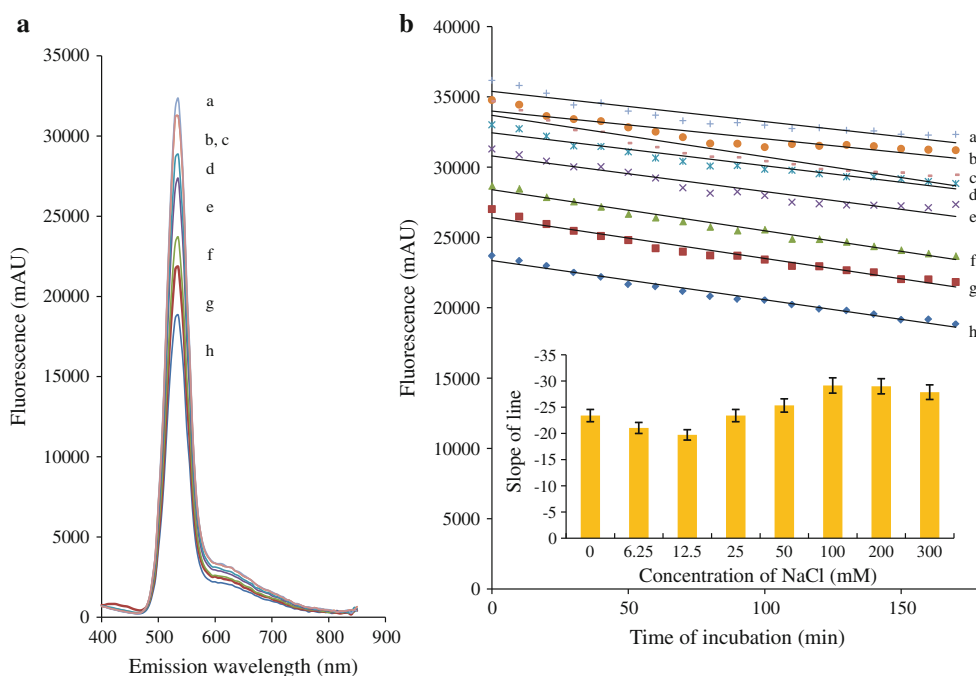 a
35000
30000
25000
20000
15000
10000
5000
0
Fluorescence (mAU)
400 500 600 700 800 900
Emission wavelength (nm)
a
b, c
d
e
f
g
h
b
40000
35000
30000
25000
20000
15000
10000
5000
0
Fluorescence (mAU)
0 50 100 150
Time of incubation (min)
a
b
c
d
e
f
g
h
-35
-30
-25
-20
-15
-10
-5
0
Slope of line
0 6.25 12.5 25 50 100 200 300
Concentration of NaCl (mM)